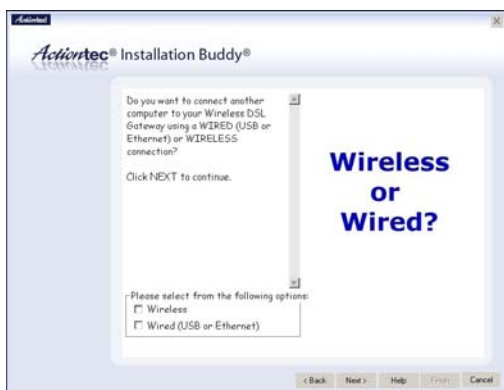 Actiontec
Actiontec® Installation Buddy®
Do you want to connect another
computer to your Wireless DSL
Gateway using a WIRED (USB or
Ethernet) or WIRELESS
connection?
Click NEXT to continue.
Wireless
or
Wired?
Please select from the following options:
Wireless
Wired (USB or Ethernet)
< Back Next > Help Finish Cancel